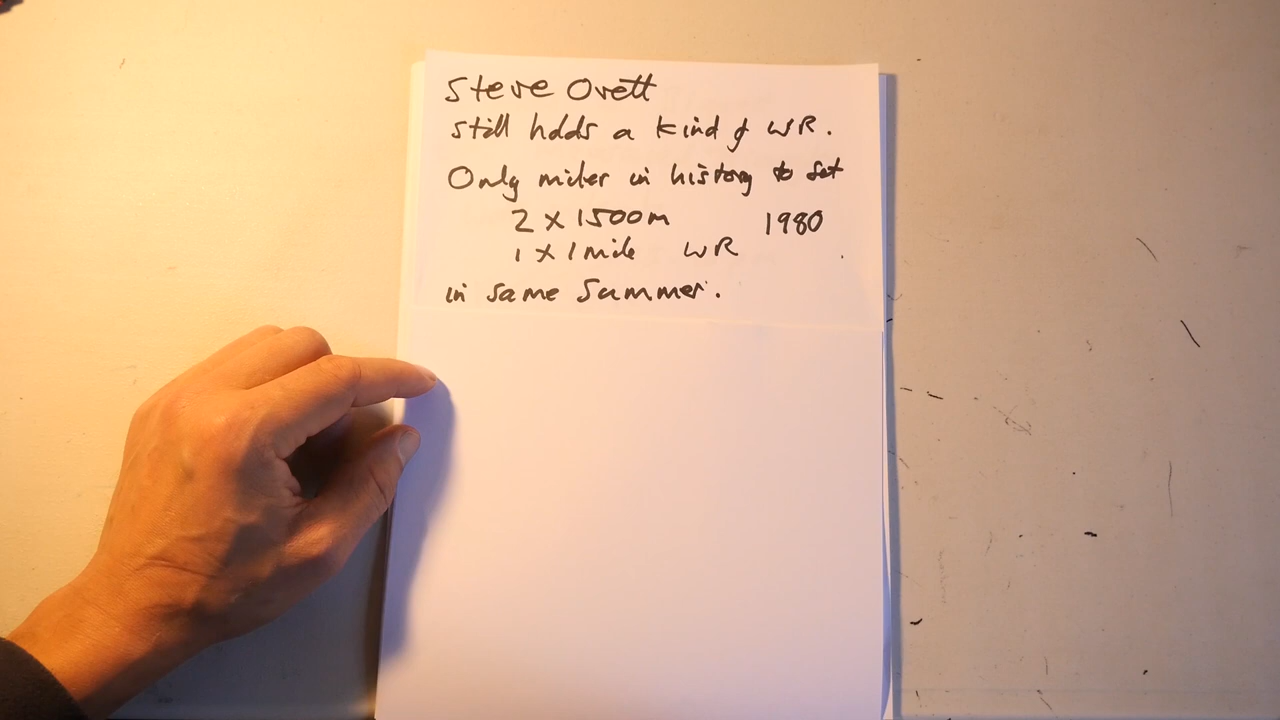 Steve Ovett
still holds a kind of WR.
Only miler in history to set
2 x 1500m 1980
1 x 1 mile WR
in same summer.